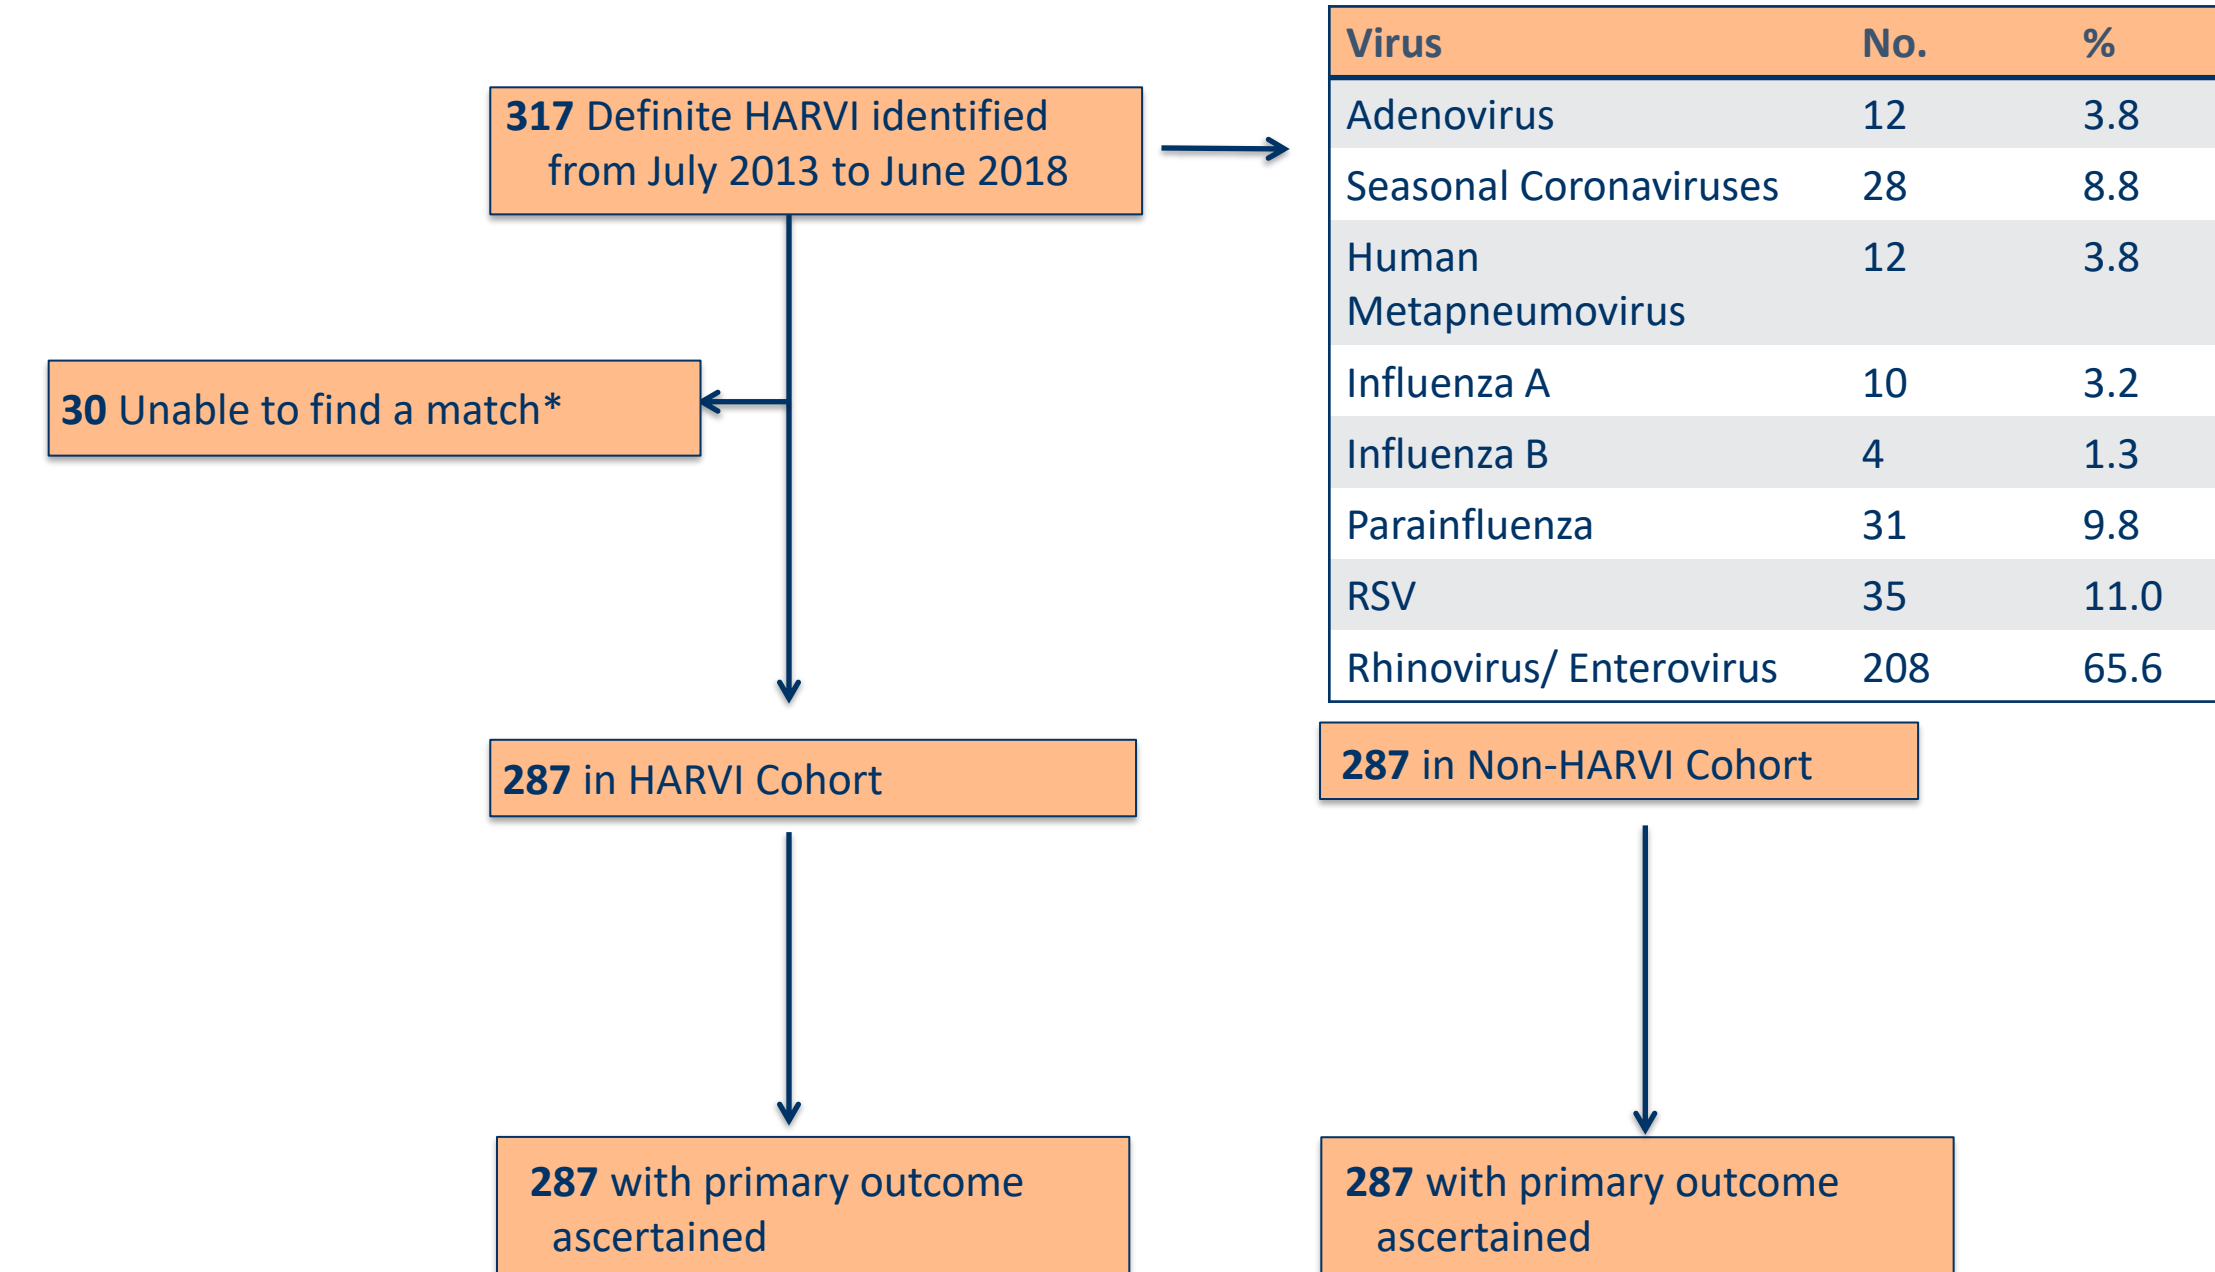 317 Definite HARVI identified
from July 2013 to June 2018
Virus No. %
Adenovirus 12 3.8
Seasonal Coronaviruses 28 8.8
Human 12 3.8
Metapneumovirus
Influenza A 10 3.2
Influenza B 4 1.3
Parainfluenza 31 9.8
RSV 35 11.0
Rhinovirus/ Enterovirus 208 65.6
30 Unable to find a match*
287 in HARVI Cohort
287 in Non-HARVI Cohort
287 with primary outcome
ascertained
287 with primary outcome
ascertained